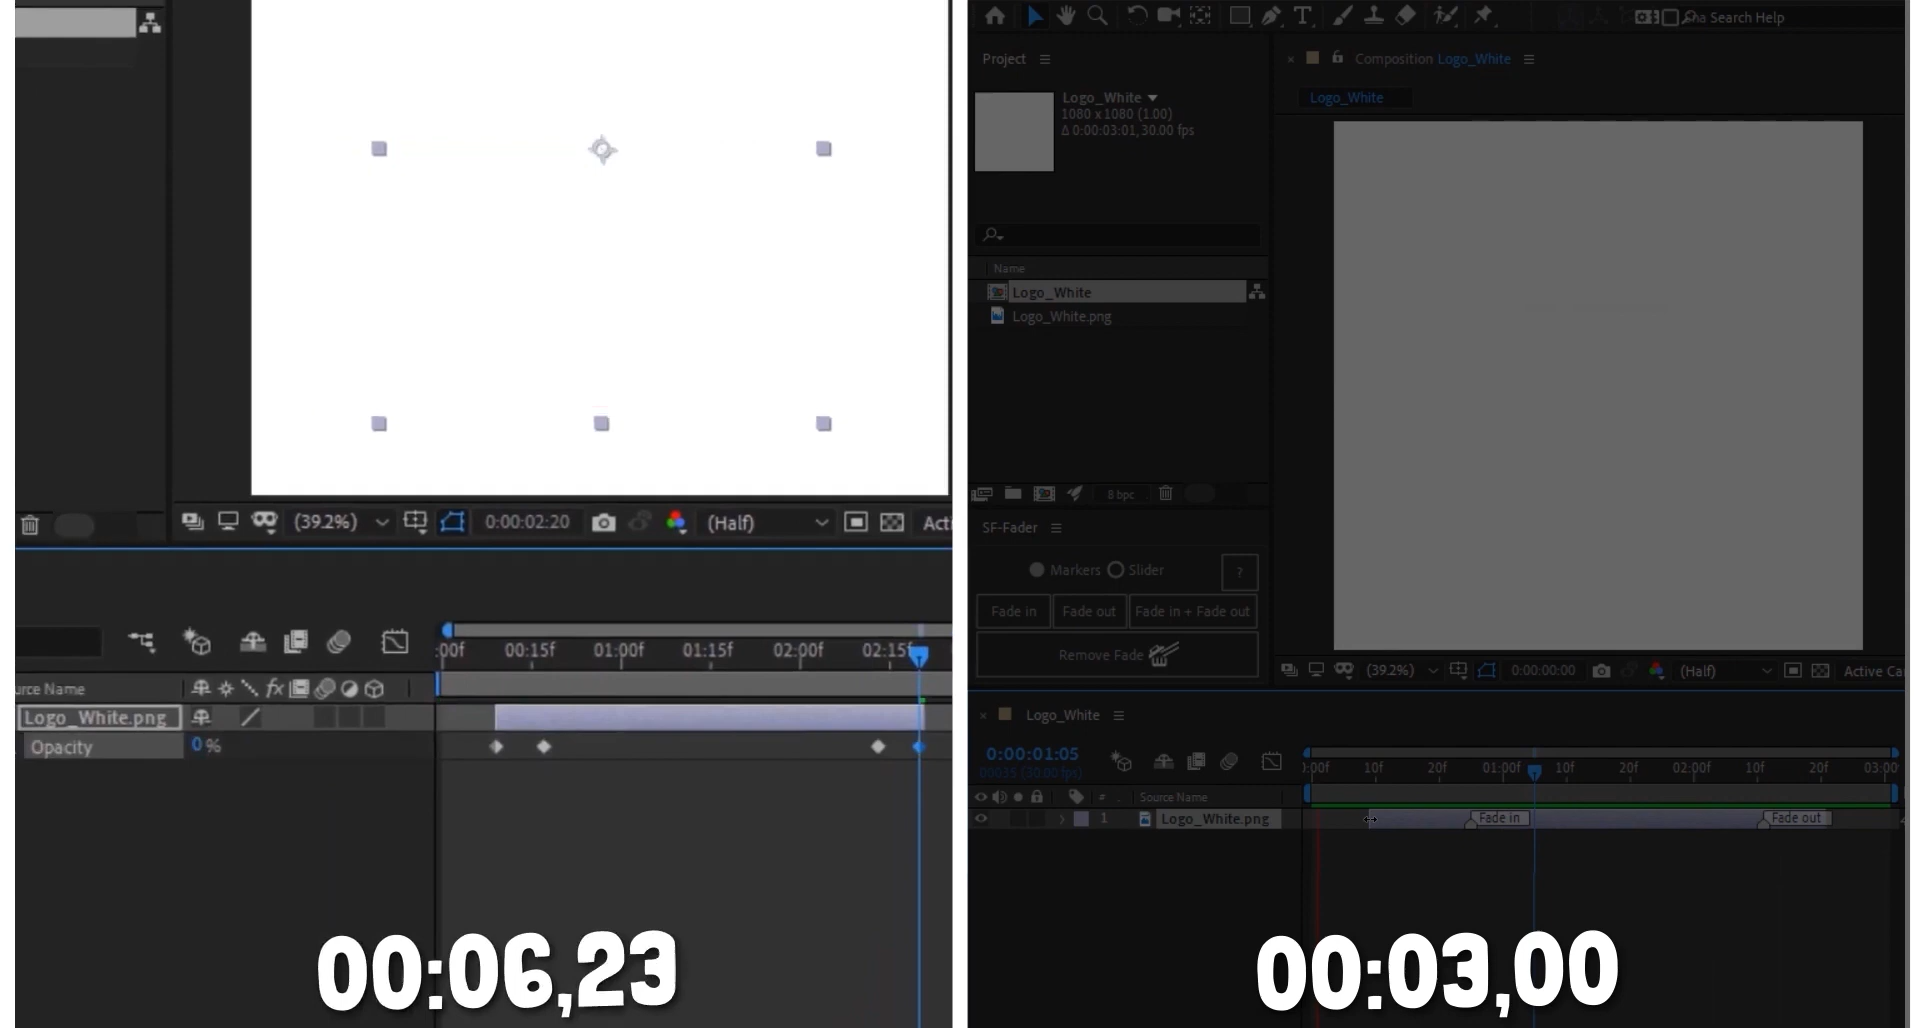 (39.2%)
0:00:02:20
(Half)
:00f
00:15f
01:00f
01:15f
02:00f
02:15f
urce Name
fx
Logo_White.png
Opacity
0 %
00:06,23
Search Help
Project
Logo_White
1080 x 1080 (1.00)
Δ 0:00:03:01, 30.00 fps
Name
Logo_White
Logo_White.png
8 bpc
SF-Fader
Markers
Slider
?
Fade in
Fade out
Fade in + Fade out
Remove Fade
Composition Logo_White
Logo_White
(39.2%)
0:00:00:00
(Half)
Active Ca
Logo_White
0:00:01:05
00035 (30.00 fps)
):00f
10f
20f
01:00f
10f
20f
02:00f
10f
20f
03:00
#
Source Name
1
Logo_White.png
Fade in
Fade out
00:03,00